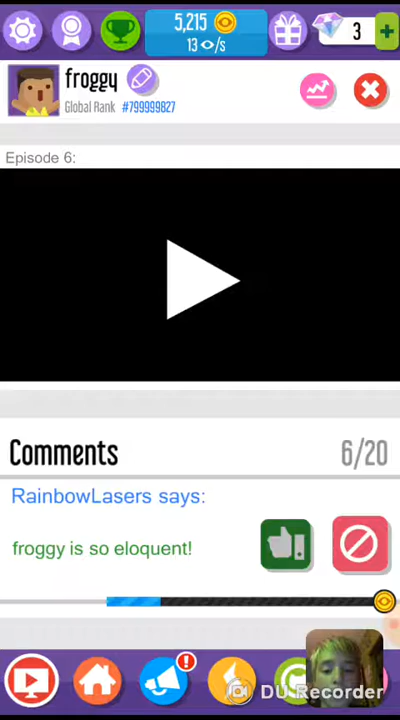 5,215
13 /s
3
froggy
Global Rank #799999827
Episode 6:
Comments 6/20
RainbowLasers says:
froggy is so eloquent!
DU Recorder